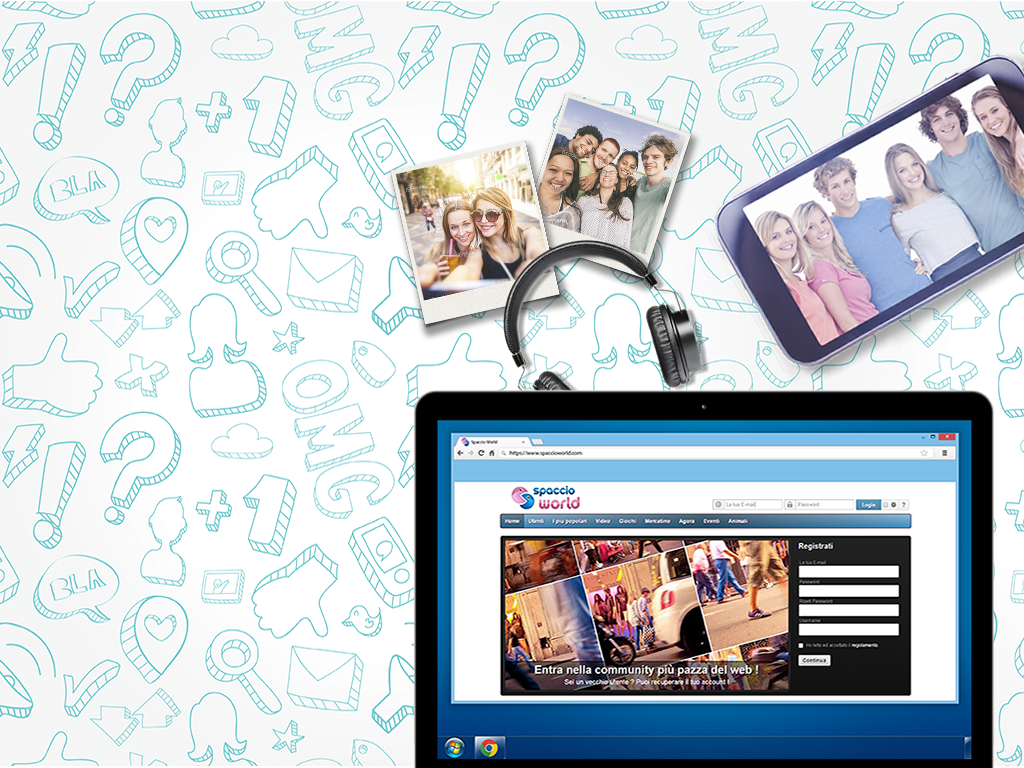 OMG
OMG
1
1
BLA
OMG
1
BLA
Spaccio World
https://www.spaccioworld.com
spaccio
world
La tua E-mail
Password
Login
?
Home Utenti I più popolari Video Giochi Mercatino Agora Eventi Animali
Registrati
La tua E-mail
Password
Ripeti Password
Username
Ho letto ed accettato il regolamento
Continua
Entra nella community più pazza del web !
Sei un vecchio utente ? Puoi recuperare il tuo account !